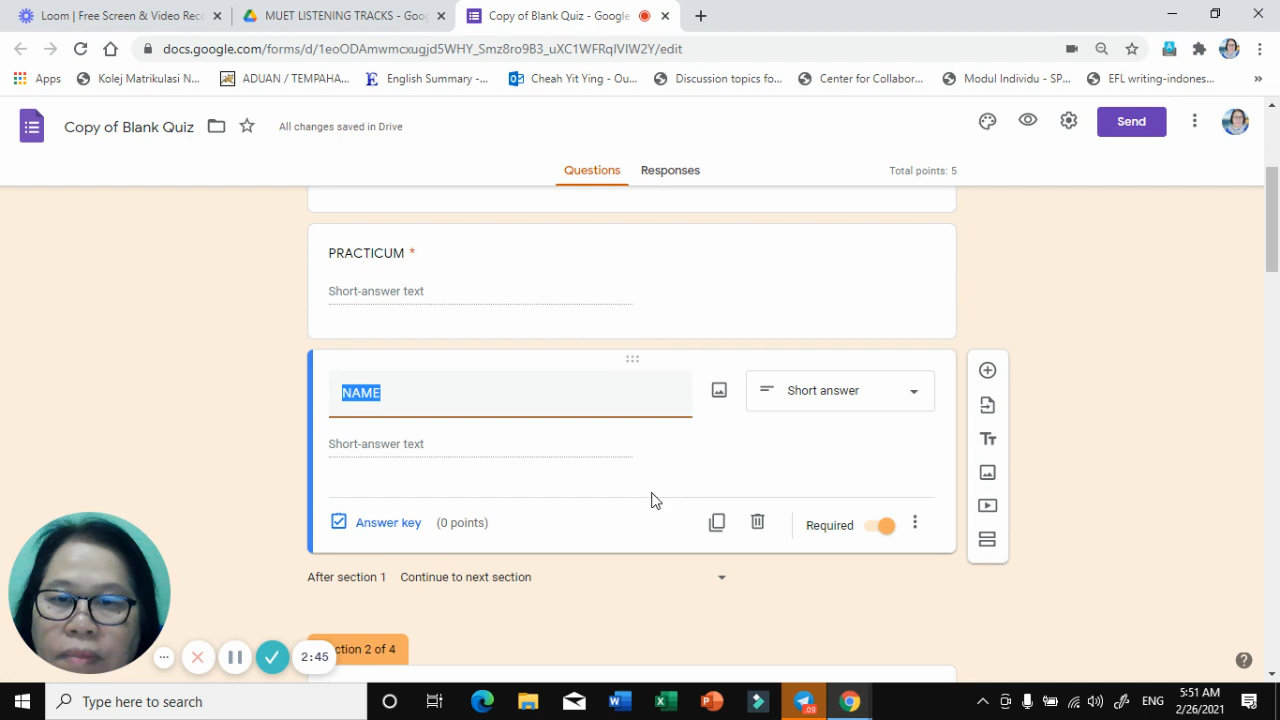 Loom | Free Screen & Video Rec
MUET LISTENING TRACKS - Goo
Copy of Blank Quiz - Google
docs.google.com/forms/d/1eoODAmwmcxugjd5WHY_Smz8ro9B3_uXC1WFRqIVIW2Y/edit
Apps
Kolej Matrikulasi N...
ADUAN / TEMPAHA...
English Summary -...
Cheah Yit Ying - Ou...
Discussion topics fo...
Center for Collabor...
Modul Individu - SP...
EFL writing-indones...
»
Copy of Blank Quiz
All changes saved in Drive
Send
Questions
Responses
Total points: 5
PRACTICUM *
Short-answer text
NAME
Short answer
Short-answer text
Answer key
(0 points)
Required
After section 1
Continue to next section
ction 2 of 4
2:45
Type here to search
ENG
5:51 AM
2/26/2021